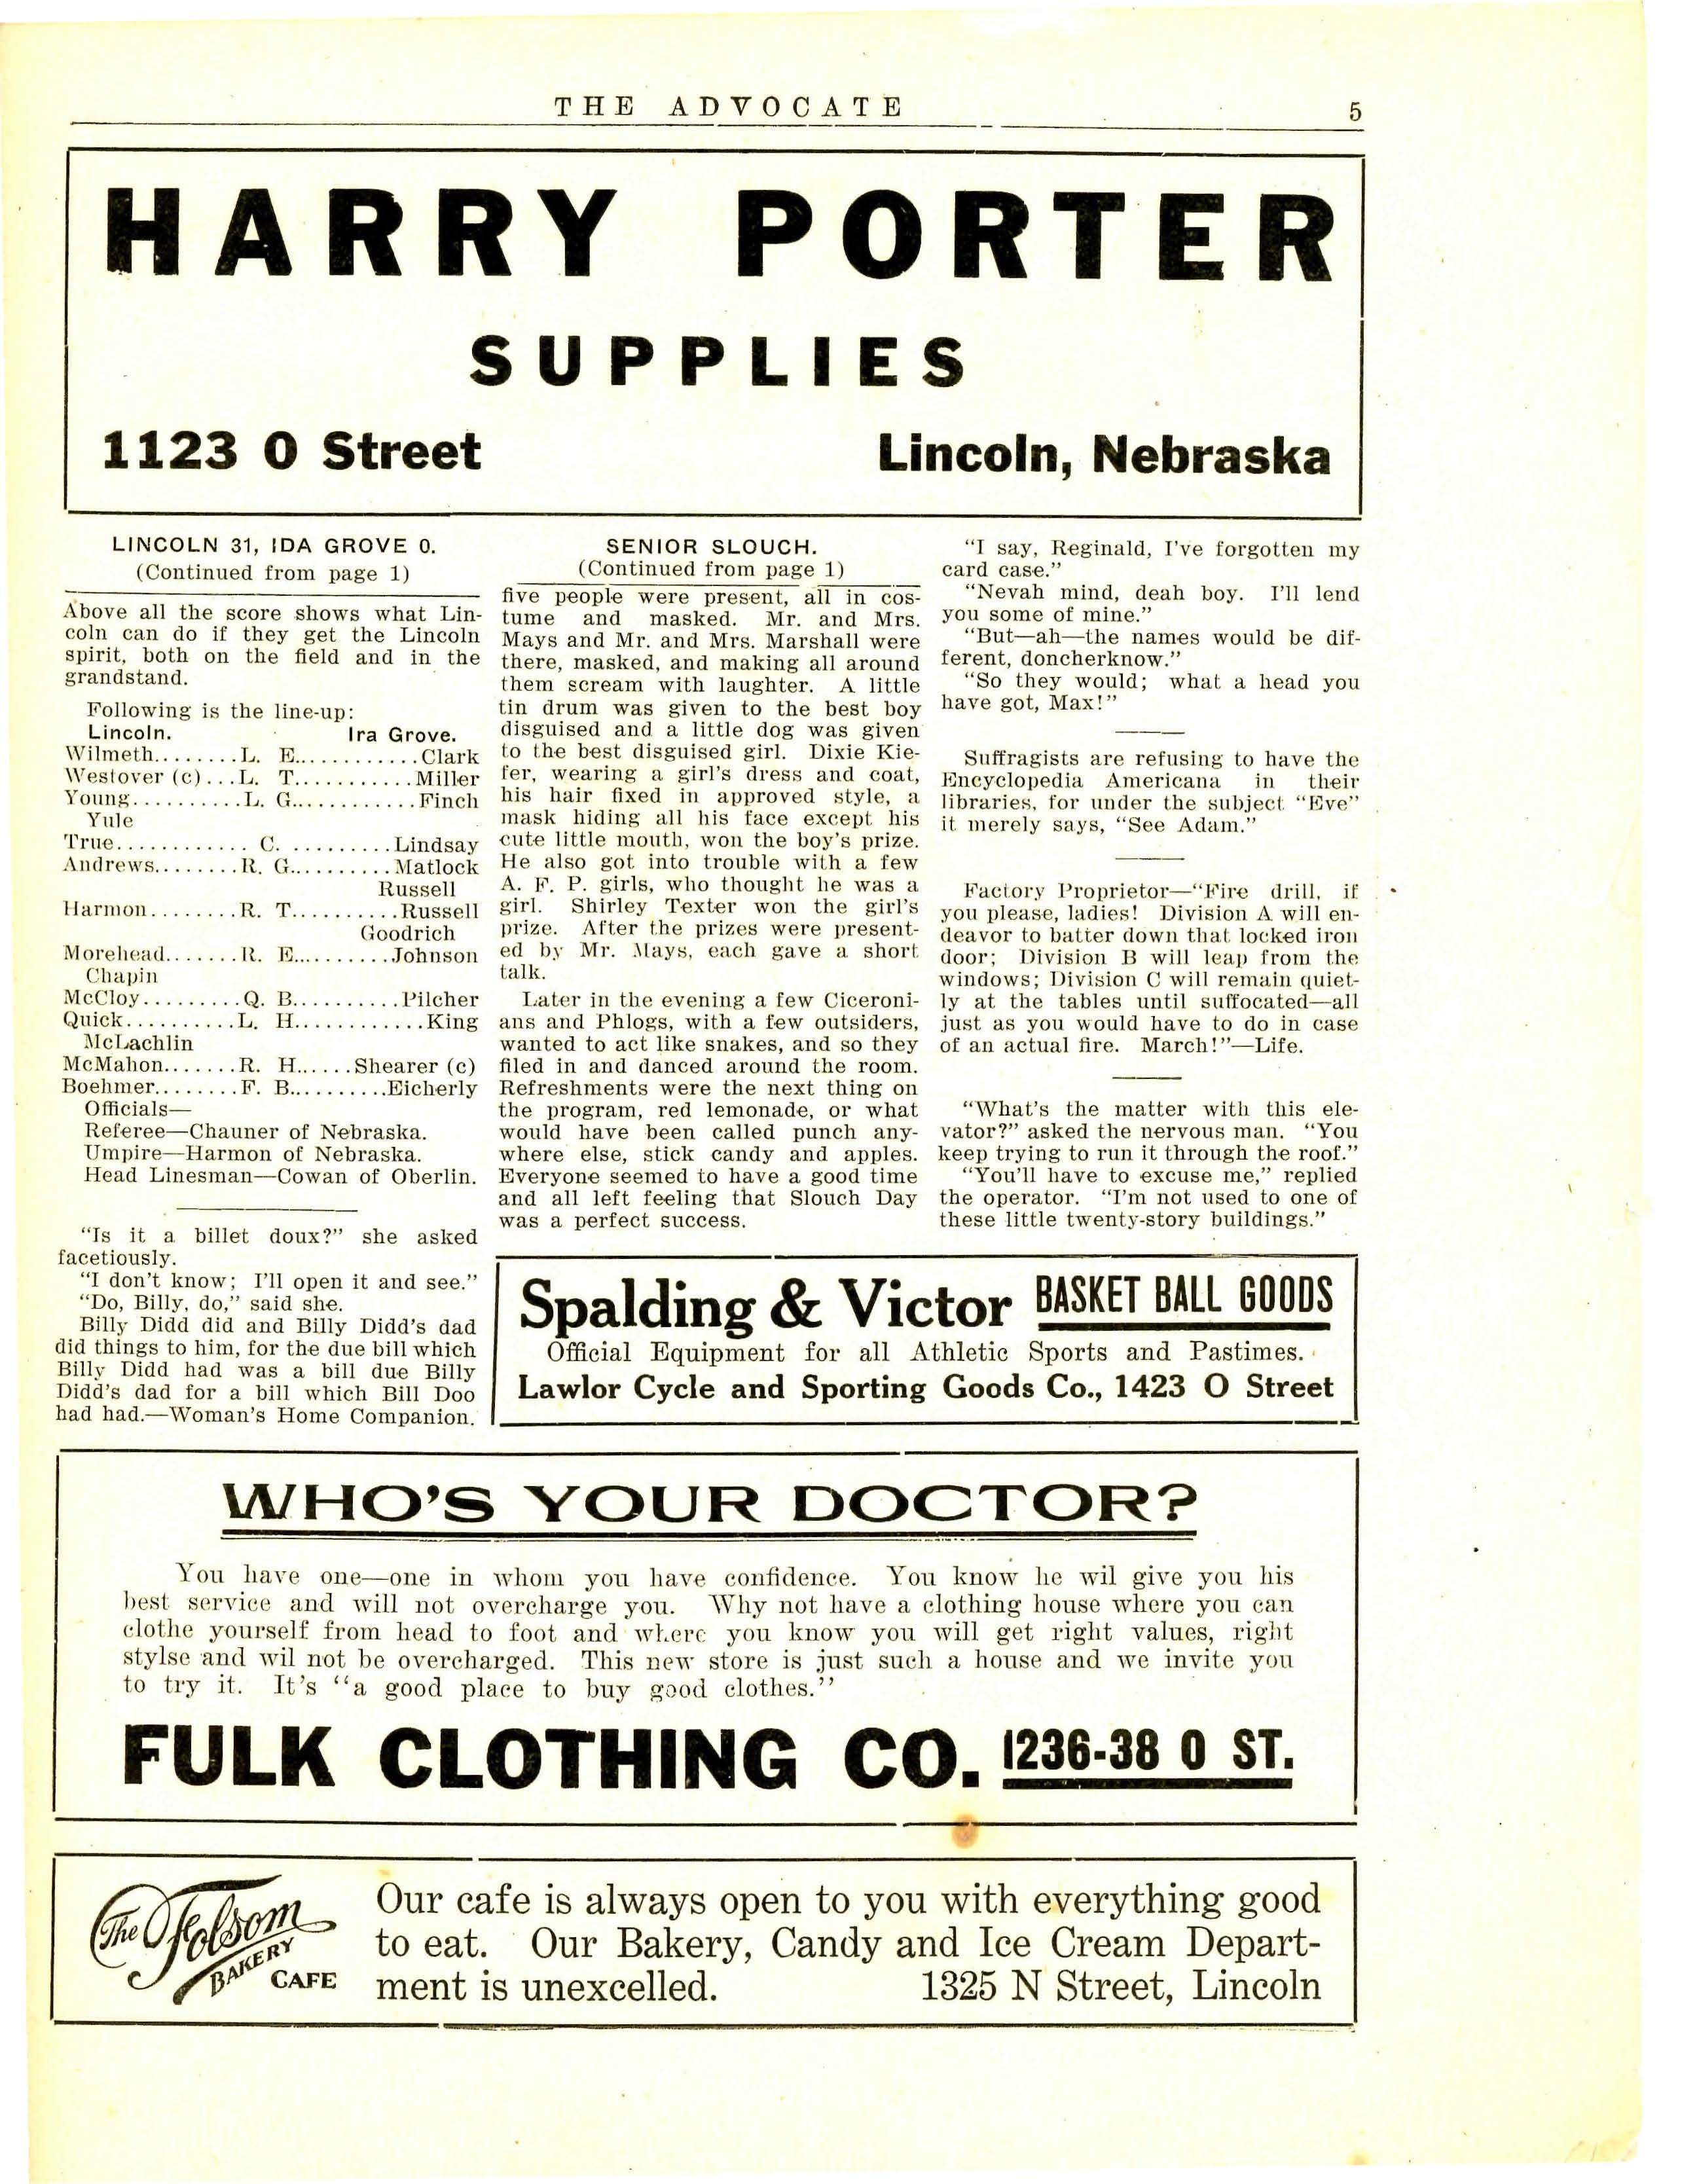 THE ADVOCATE 5
HARRY PORTER
SUPPLIES
1123 O Street Lincoln, Nebraska
LINCOLN 31, IDA GROVE 0.
(Continued from page 1)
Above all the score shows what Lin-
coln can do if they get the Lincoln
spirit, both on the field and in the
grandstand.
Following is the line-up:
Lincoln. Ira Grove.
Wilmeth........L. E............Clark
Westover (c)...L. T............Miller
Young..........L. G............Finch
Yule
True............ C. ..........Lindsay
Andrews........R. G..........Matlock
Russell
Harmon........R. T..........Russell
Goodrich
Morehead.......R. E..........Johnson
Chapin
McCloy.........Q. B..........Pilcher
Quick..........L. H............King
McLachlin
McMahon.......R. H......Shearer (c)
Boehmer........F. B..........Eicherly
Officials—
Referee—Chauner of Nebraska.
Umpire—Harmon of Nebraska.
Head Linesman—Cowan of Oberlin.
"Is it a billet doux?" she asked
facetiously.
"I don't know; I'll open it and see."
"Do, Billy, do," said she.
Billy Didd did and Billy Didd's dad
did things to him, for the due bill which
Billy Didd had was a bill due Billy
Didd's dad for a bill which Bill Doo
had had.—Woman's Home Companion.
SENIOR SLOUCH.
(Continued from page 1)
five people were present, all in cos-
tume and masked. Mr. and Mrs.
Mays and Mr. and Mrs. Marshall were
there, masked, and making all around
them scream with laughter. A little
tin drum was given to the best boy
disguised and a little dog was given
to the best disguised girl. Dixie Kie-
fer, wearing a girl's dress and coat,
his hair fixed in approved style, a
mask hiding all his face except his
cute little mouth, won the boy's prize.
He also got into trouble with a few
A. F. P. girls, who thought he was a
girl. Shirley Texter won the girl's
prize. After the prizes were present-
ed by Mr. Mays, each gave a short
talk.
Later in the evening a few Ciceroni-
ans and Phlogs, with a few outsiders,
wanted to act like snakes, and so they
filed in and danced around the room.
Refreshments were the next thing on
the program, red lemonade, or what
would have been called punch any-
where else, stick candy and apples.
Everyone seemed to have a good time
and all left feeling that Slouch Day
was a perfect success.
"I say, Reginald, I've forgotten my
card case."
"Nevah mind, deah boy. I'll lend
you some of mine."
"But—ah—the names would be dif-
ferent, doncherknow."
"So they would; what a head you
have got, Max!"
Suffragists are refusing to have the
Encyclopedia Americana in their
libraries, for under the subject "Eve"
it merely says, "See Adam."
Factory Proprietor—"Fire drill, if
you please, ladies! Division A will en-
deavor to batter down that locked iron
door; Division B will leap from the
windows; Division C will remain quiet-
ly at the tables until suffocated—all
just as you would have to do in case
of an actual fire. March!"—Life.
"What's the matter with this ele-
vator?" asked the nervous man. "You
keep trying to run it through the roof."
"You'll have to excuse me," replied
the operator. "I'm not used to one of
these little twenty-story buildings."
Spalding & Victor BASKET BALL GOODS
Official Equipment for all Athletic Sports and Pastimes.
Lawlor Cycle and Sporting Goods Co., 1423 O Street
WHO'S YOUR DOCTOR?
You have one—one in whom you have confidence. You know he wil give you his
best service and will not overcharge you. Why not have a clothing house where you can
clothe yourself from head to foot and where you know you will get right values, right
stylse and wil not be overcharged. This new store is just such a house and we invite you
to try it. It's "a good place to buy good clothes."
FULK CLOTHING CO. 1236-38 O ST.
The Folsom
BAKERY
CAFE
Our cafe is always open to you with everything good
to eat. Our Bakery, Candy and Ice Cream Depart-
ment is unexcelled. 1325 N Street, Lincoln